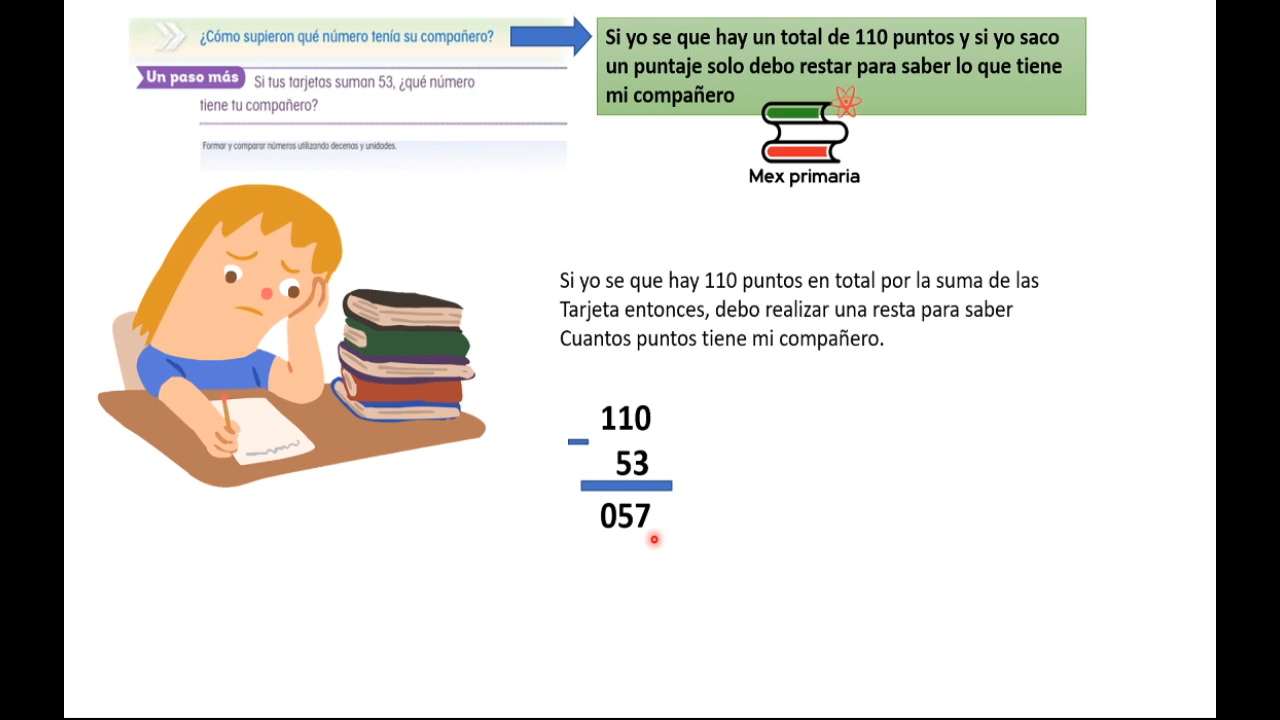 ¿Cómo supieron qué número tenía su compañero?
Un paso más Si tus tarjetas suman 53, ¿qué número
tiene tu compañero?
Formar y comparar números utilizando decenas y unidades.
Si yo se que hay un total de 110 puntos y si yo saco
un puntaje solo debo restar para saber lo que tiene
mi compañero
Mex primaria
Si yo se que hay 110 puntos en total por la suma de las
Tarjeta entonces, debo realizar una resta para saber
Cuantos puntos tiene mi compañero.
110
53
057